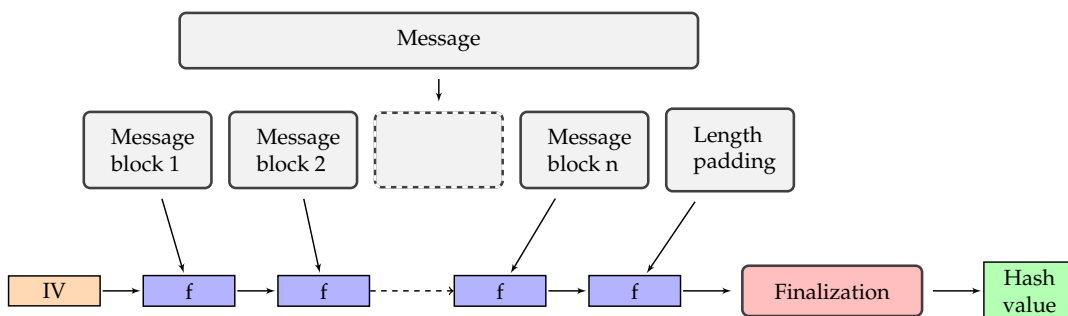 Message
Message
block 1
Message
block 2
Message
block n
Length
padding
IV
f
f
f
f
Finalization
Hash
value